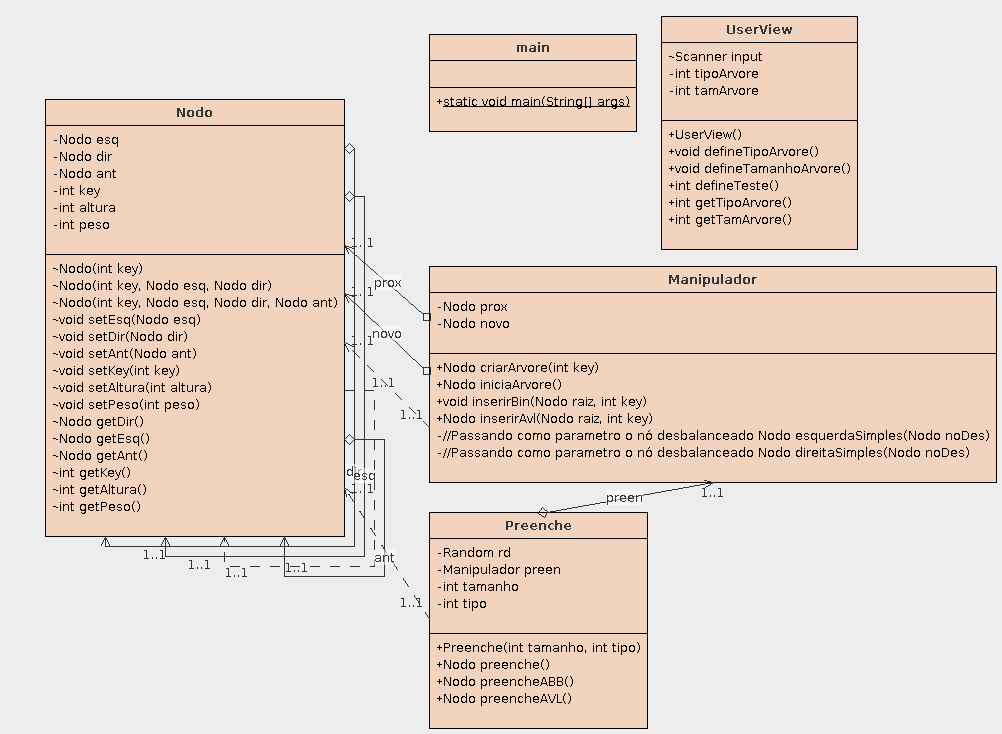 Nodo
-Nodo esq
-Nodo dir
-Nodo ant
-int key
-int altura
-int peso
~Nodo(int key)
~Nodo(int key, Nodo esq, Nodo dir)
~Nodo(int key, Nodo esq, Nodo dir, Nodo ant)
~void setEsq(Nodo esq)
~void setDir(Nodo dir)
~void setAnt(Nodo ant)
~void setKey(int key)
~void setAltura(int altura)
~void setPeso(int peso)
~Nodo getDir()
~Nodo getEsq()
~Nodo getAnt()
~int getKey()
~int getAltura()
~int getPeso()
main
+static void main(String[] args)
UserView
~Scanner input
-int tipoArvore
-int tamArvore
+UserView()
+void defineTipoArvore()
+void defineTamanhoArvore()
+int defineTeste()
+int getTipoArvore()
+int getTamArvore()
1..1
prox
1..1
novo
1..1
1..1
1..1
Manipulador
-Nodo prox
-Nodo novo
+Nodo criarArvore(int key)
+Nodo iniciaArvore()
+void inserirBin(Nodo raiz, int key)
+Nodo inserirAvl(Nodo raiz, int key)
-//Passando como parametro o nó desbalanceado Nodo esquerdaSimples(Nodo noDes)
-//Passando como parametro o nó desbalanceado Nodo direitaSimples(Nodo noDes)
dir
esq
1..1
preen
1..1
Preenche
-Random rd
-Manipulador preen
-int tamanho
-int tipo
+Preenche(int tamanho, int tipo)
+Nodo preenche()
+Nodo preencheABB()
+Nodo preencheAVL()
1..1
1..1
1..1
1..1
ant
1..1